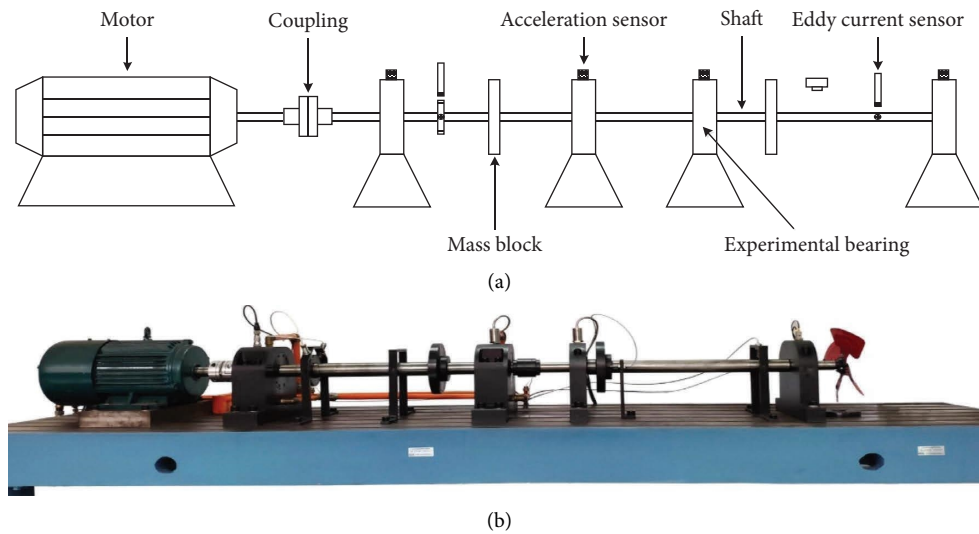 Motor
Coupling
Acceleration sensor
Shaft
Eddy current sensor
Mass block
Experimental bearing
(a)
(b)